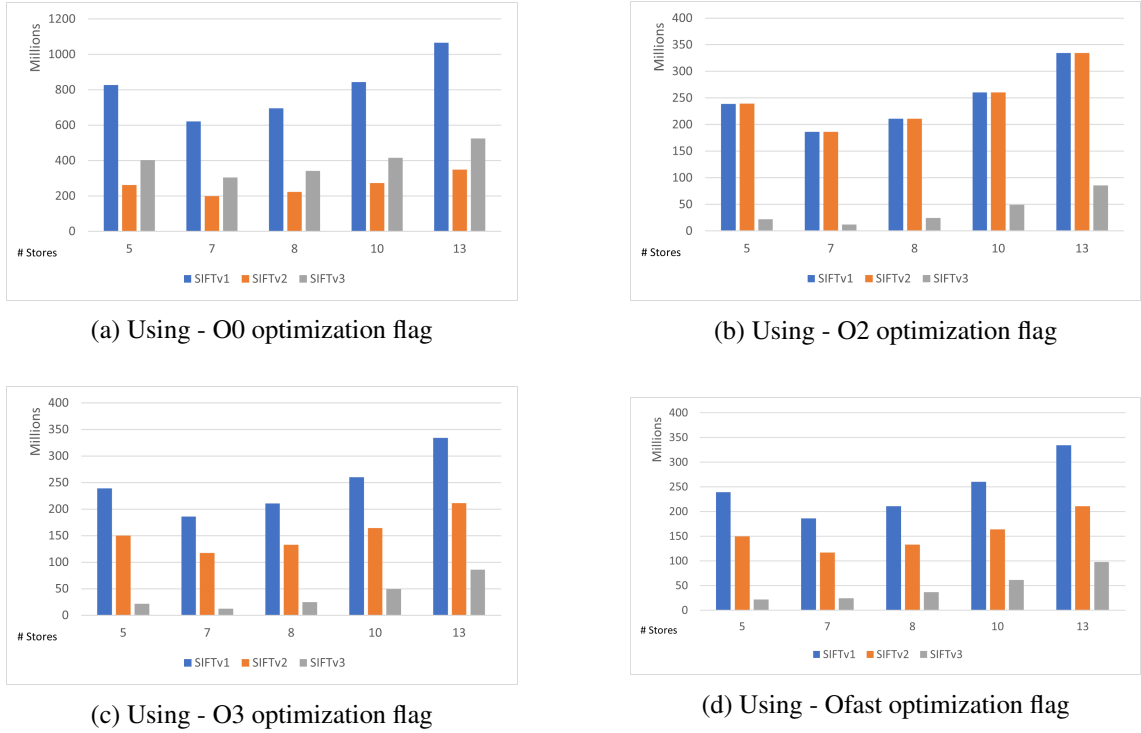 Millions
1200
1000
800
600
400
200
0
5 7 8 10 13
# Stores
SIFTv1 SIFTv2 SIFTv3
(a) Using - O0 optimization flag
Millions
400
350
300
250
200
150
100
50
0
5 7 8 10 13
# Stores
SIFTv1 SIFTv2 SIFTv3
(b) Using - O2 optimization flag
Millions
400
350
300
250
200
150
100
50
0
5 7 8 10 13
# Stores
SIFTv1 SIFTv2 SIFTv3
(c) Using - O3 optimization flag
Millions
400
350
300
250
200
150
100
50
0
5 7 8 10 13
# Stores
SIFTv1 SIFTv2 SIFTv3
(d) Using - Ofast optimization flag